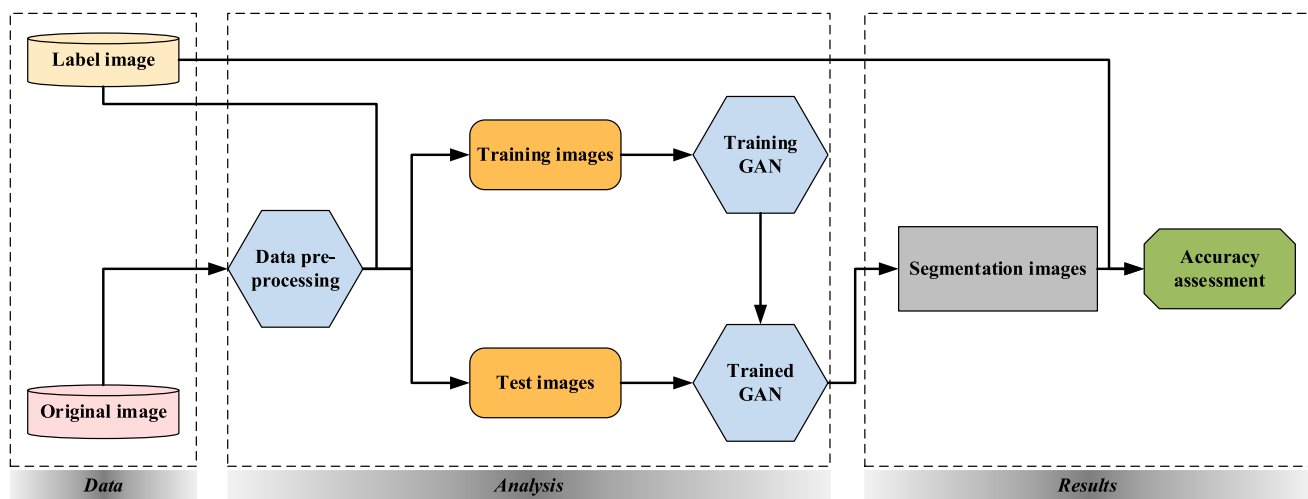 Label image
Original image
Data pre-
processing
Training images
Test images
Training
GAN
Trained
GAN
Segmentation images
Accuracy
assessment
Data
Analysis
Results